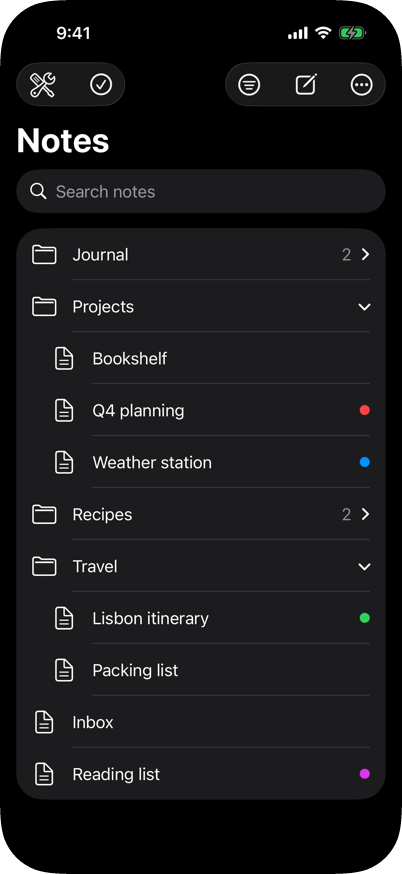 9:41
Notes
Search notes
Journal 2
Projects
Bookshelf
Q4 planning
Weather station
Recipes 2
Travel
Lisbon itinerary
Packing list
Inbox
Reading list